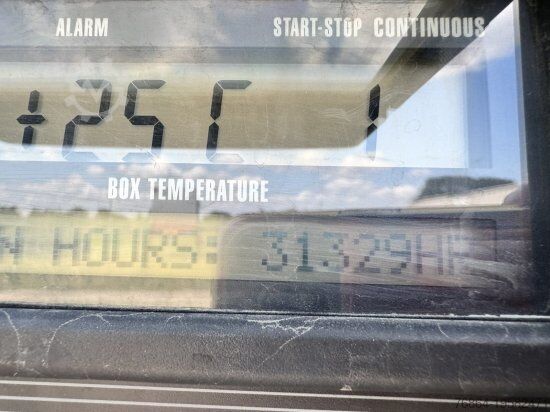 ALARM START-STOP CONTINUOUS
+25C
BOX TEMPERATURE
N HOURS: 31329HR